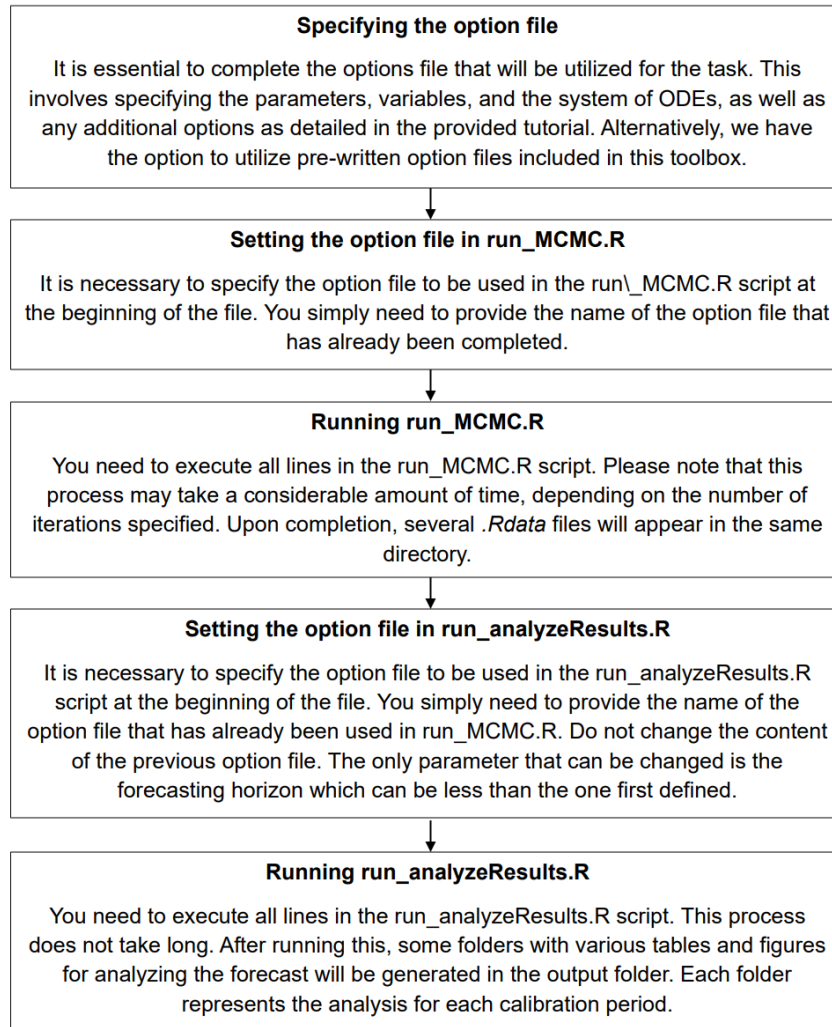 Specifying the option file
It is essential to complete the options file that will be utilized for the task. This
involves specifying the parameters, variables, and the system of ODEs, as well as
any additional options as detailed in the provided tutorial. Alternatively, we have
the option to utilize pre-written option files included in this toolbox.
Setting the option file in run_MCMC.R
It is necessary to specify the option file to be used in the run\_MCMC.R script at
the beginning of the file. You simply need to provide the name of the option file that
has already been completed.
Running run_MCMC.R
You need to execute all lines in the run_MCMC.R script. Please note that this
process may take a considerable amount of time, depending on the number of
iterations specified. Upon completion, several .Rdata files will appear in the same
directory.
Setting the option file in run_analyzeResults.R
It is necessary to specify the option file to be used in the run_analyzeResults.R
script at the beginning of the file. You simply need to provide the name of the
option file that has already been used in run_MCMC.R. Do not change the content
of the previous option file. The only parameter that can be changed is the
forecasting horizon which can be less than the one first defined.
Running run_analyzeResults.R
You need to execute all lines in the run_analyzeResults.R script. This process
does not take long. After running this, some folders with various tables and figures
for analyzing the forecast will be generated in the output folder. Each folder
represents the analysis for each calibration period.